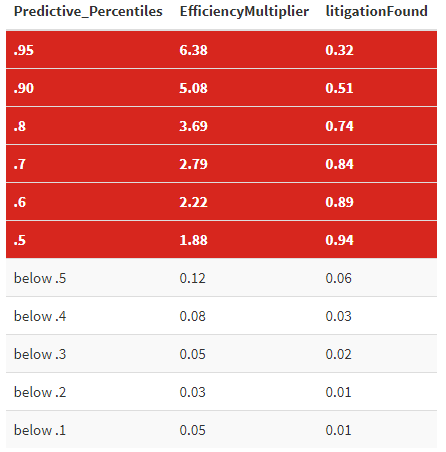 Predictive_Percentiles EfficiencyMultiplier litigationFound
.95 6.38 0.32
.90 5.08 0.51
.8 3.69 0.74
.7 2.79 0.84
.6 2.22 0.89
.5 1.88 0.94
below .5 0.12 0.06
below .4 0.08 0.03
below .3 0.05 0.02
below .2 0.03 0.01
below .1 0.05 0.01